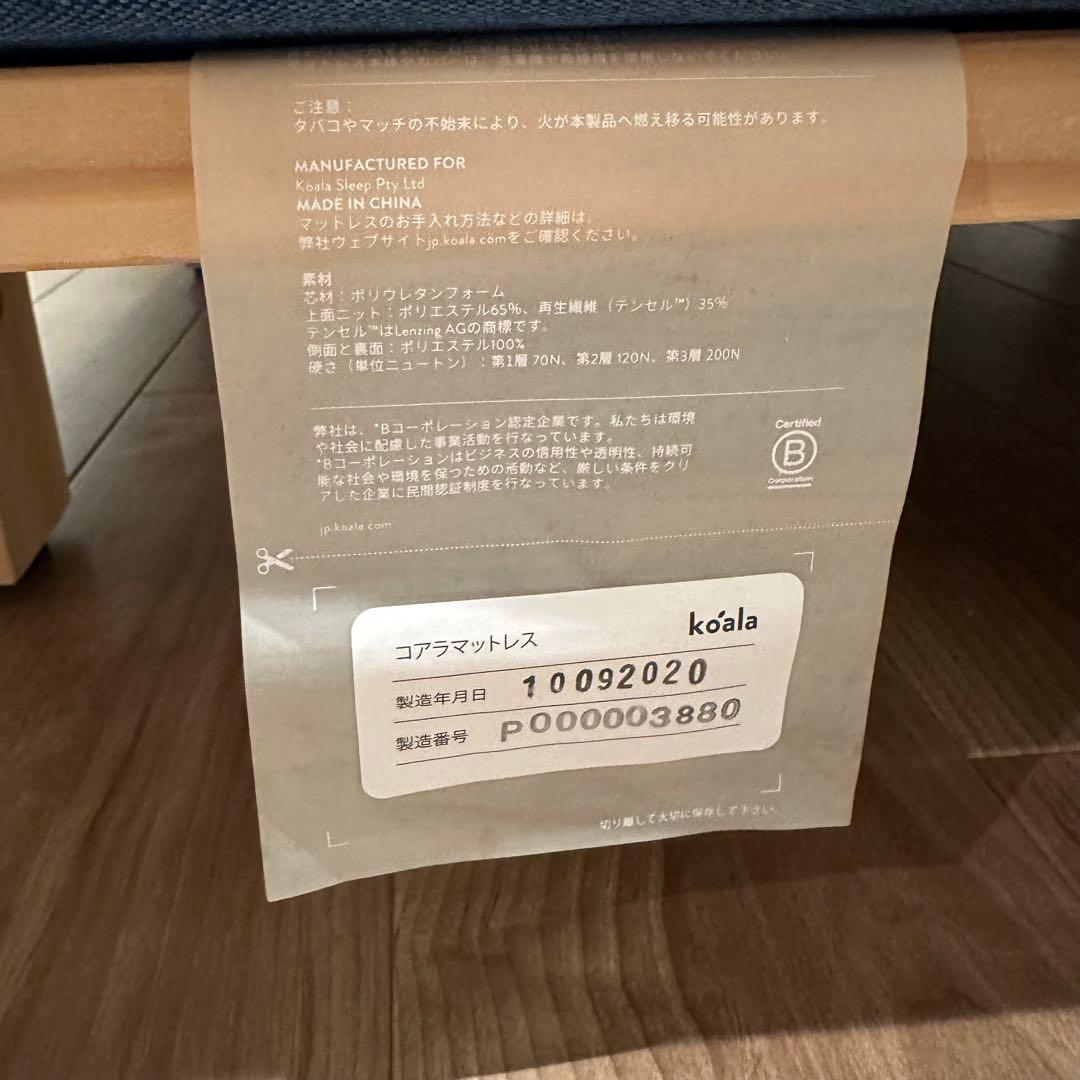 ご注意：
タバコやマッチの不始末により、火が本製品へ燃え移る可能性があります。
MANUFACTURED FOR
Koala Sleep Pty Ltd
MADE IN CHINA
マットレスのお手入れ方法などの詳細は、
弊社ウェブサイトjp.koala.comをご確認ください。
素材
芯材：ポリウレタンフォーム
上面ニット：ポリエステル65%、再生繊維（テンセル™）35%
テンセル™はLenzing AGの商標です。
側面と裏面：ポリエステル100%
硬さ（単位ニュートン）：第1層 70N、第2層 120N、第3層 200N
弊社は、*Bコーポレーション認定企業です。私たちは環境
や社会に配慮した事業活動を行なっています。
*Bコーポレーションはビジネスの信用性や透明性、持続可
能な社会や環境を保つための活動など、厳しい条件をクリ
アした企業に民間認証制度を行なっています。
Certified
B
Corporation
jp.koala.com
koala
コアラマットレス
製造年月日 10092020
製造番号 P000003880
切り離して大切に保存して下さい